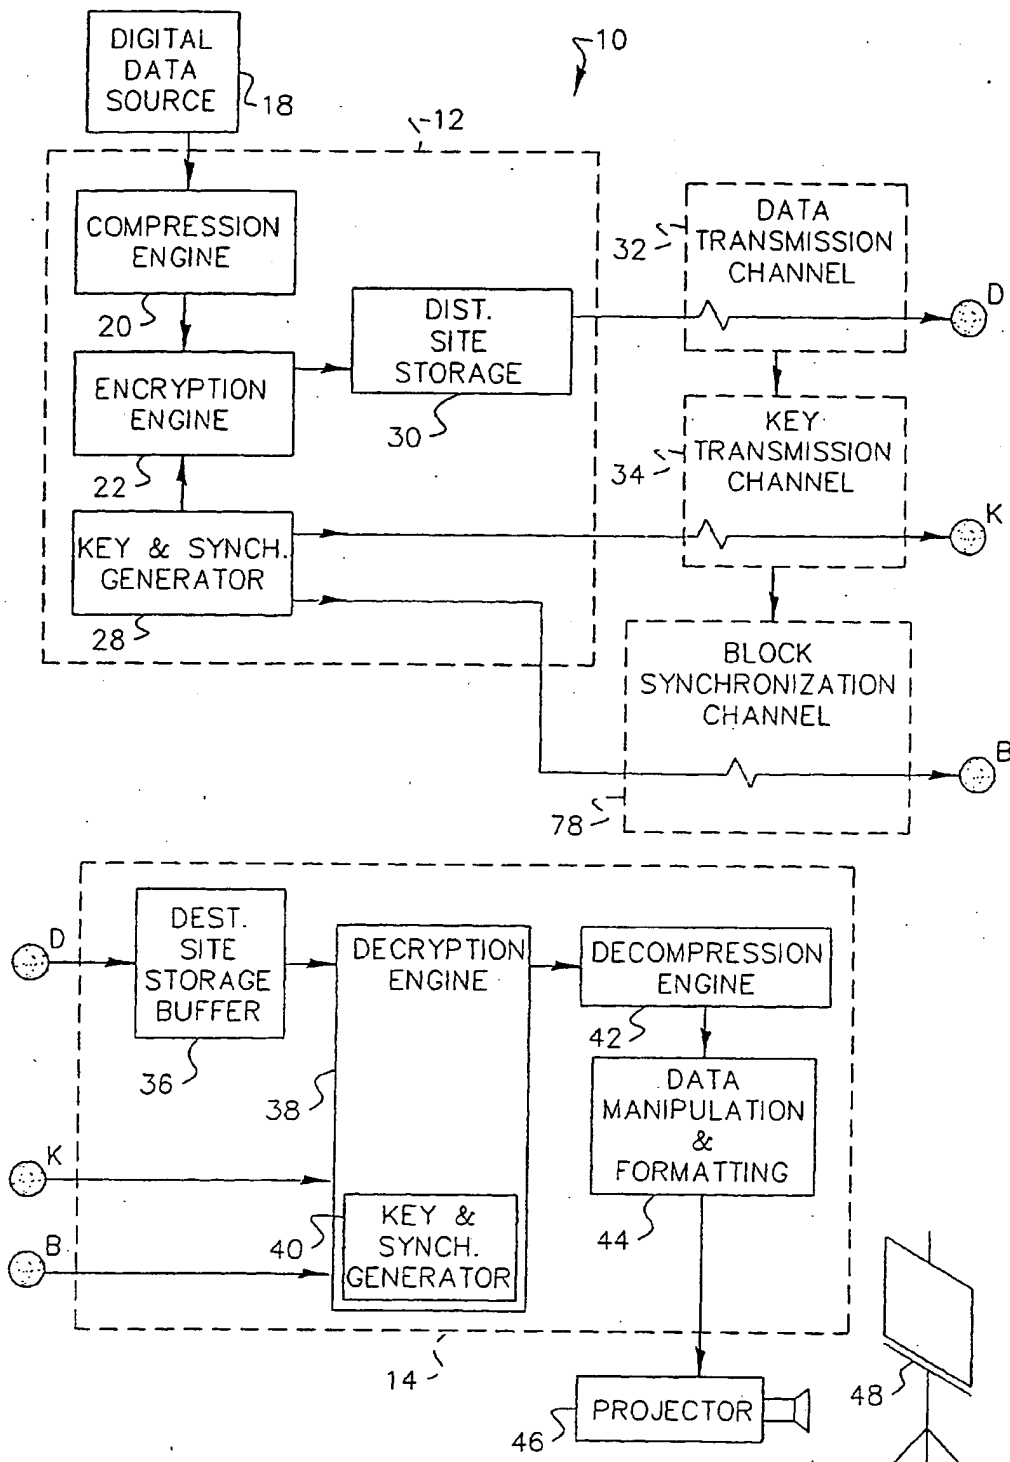 DIGITAL
DATA
SOURCE
18
10
12
COMPRESSION
ENGINE
20
ENCRYPTION
ENGINE
22
DIST.
SITE
STORAGE
30
KEY & SYNCH.
GENERATOR
28
DATA
TRANSMISSION
CHANNEL
32
D
KEY
TRANSMISSION
CHANNEL
34
K
BLOCK
SYNCHRONIZATION
CHANNEL
78
B
D
DEST.
SITE
STORAGE
BUFFER
36
DECRYPTION
ENGINE
38
DECOMPRESSION
ENGINE
42
DATA
MANIPULATION
&
FORMATTING
44
K
B
40
KEY &
SYNCH.
GENERATOR
14
PROJECTOR
46
48